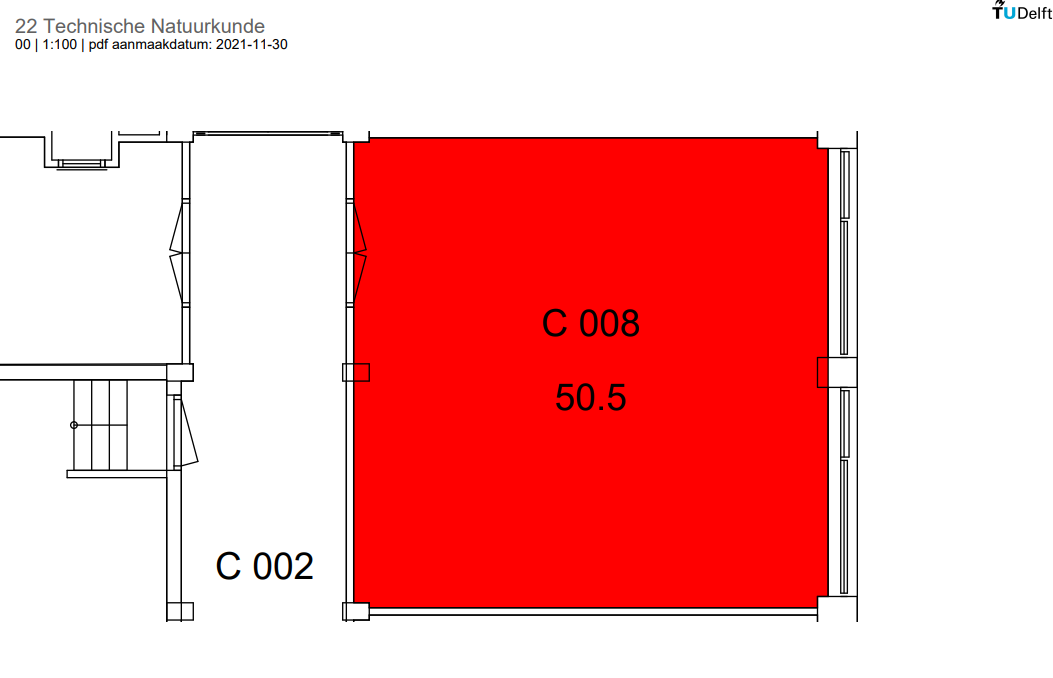 22 Technische Natuurkunde
00 | 1:100 | pdf aanmaakdatum: 2021-11-30
TUDelft
C 008
50.5
C 002